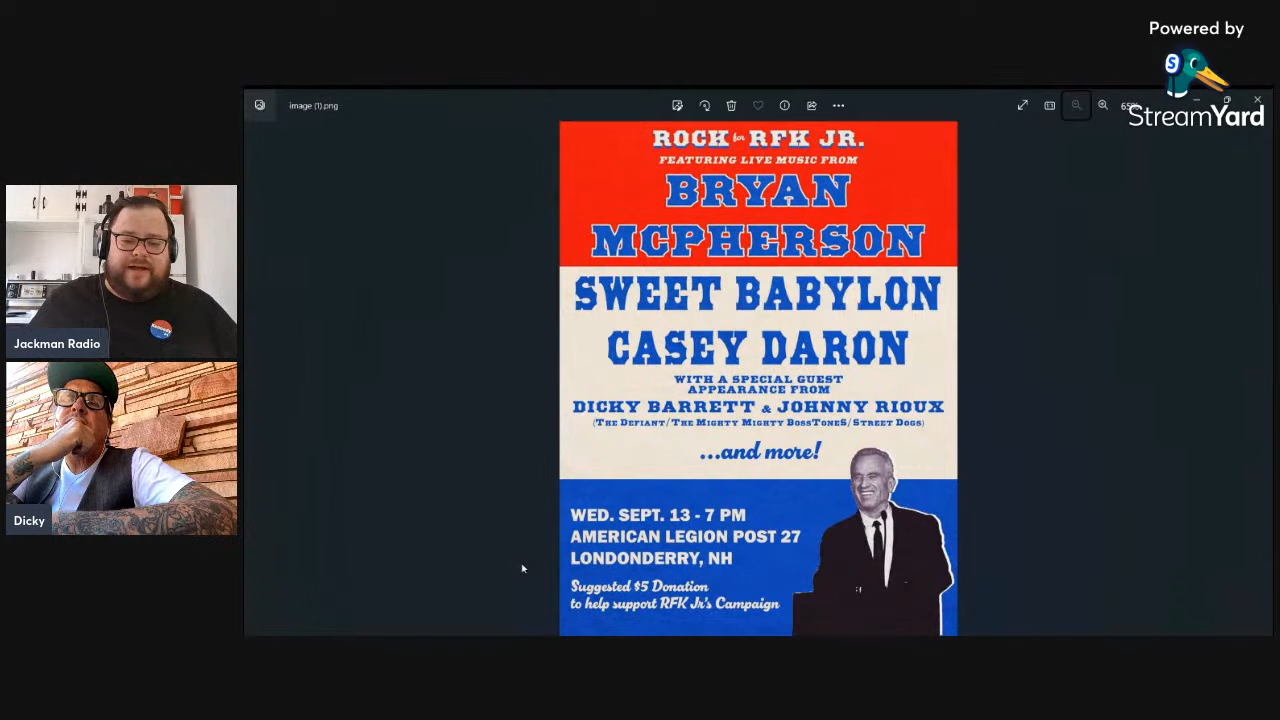 Powered by
StreamYard
image (1).png
ROCK for RFK JR.
FEATURING LIVE MUSIC FROM
BRYAN
MCPHERSON
SWEET BABYLON
CASEY DARON
WITH A SPECIAL GUEST
APPEARANCE FROM
DICKY BARRETT & JOHNNY RIOUX
(THE DEFIANT/THE MIGHTY MIGHTY BOSSTONES/STREET DOGS)
...and more!
WED. SEPT. 13 - 7 PM
AMERICAN LEGION POST 27
LONDONDERRY, NH
Suggested $5 Donation
to help support RFK Jr's Campaign
Jackman Radio
Dicky